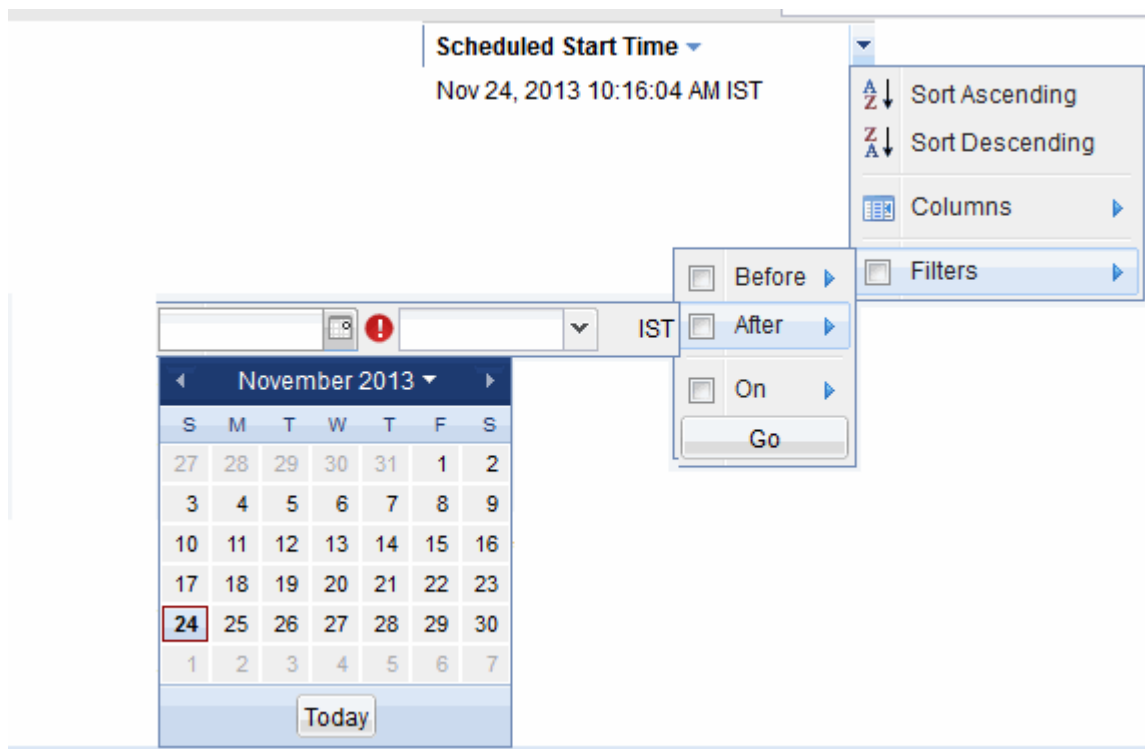 Scheduled Start Time
Nov 24, 2013 10:16:04 AM IST
Sort Ascending
Sort Descending
Columns
Filters
Before
After
On
Go
IST
November 2013
S M T W T F S
27 28 29 30 31 1 2
3 4 5 6 7 8 9
10 11 12 13 14 15 16
17 18 19 20 21 22 23
24 25 26 27 28 29 30
1 2 3 4 5 6 7
Today